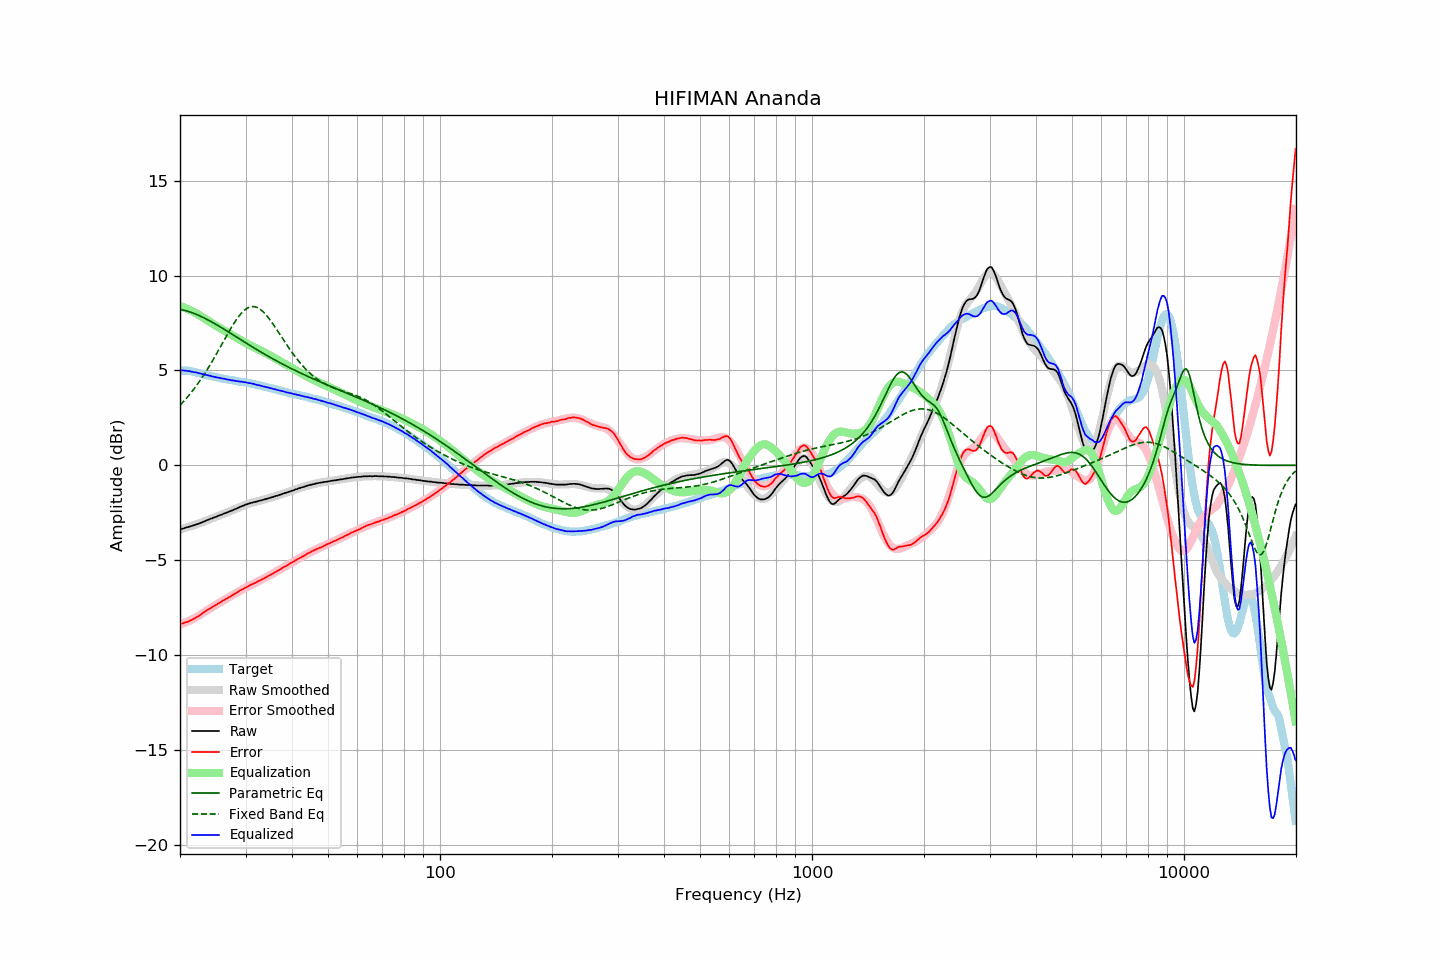 HIFIMAN Ananda
Amplitude (dBr)
15
10
5
0
−5
−10
−15
−20
Target
Raw Smoothed
Error Smoothed
Raw
Error
Equalization
Parametric Eq
Fixed Band Eq
Equalized
100
1000
10000
Frequency (Hz)